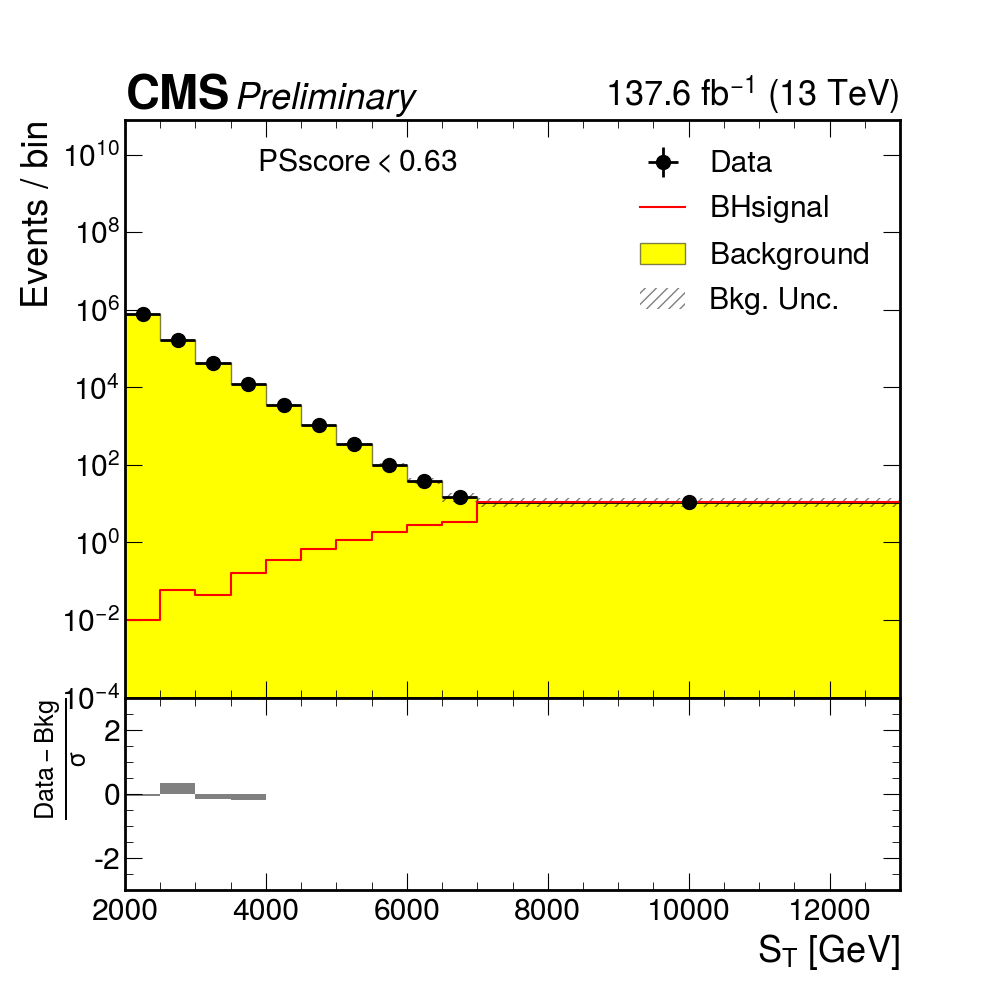 CMS Preliminary 137.6 fb⁻¹ (13 TeV)
Events / bin
PSscore < 0.63
Data
BHsignal
Background
Bkg. Unc.
10¹⁰
10⁸
10⁶
10⁴
10²
10⁰
10⁻²
10⁻⁴
Data – Bkg
σ
2
0
-2
2000 4000 6000 8000 10000 12000
S_T [GeV]